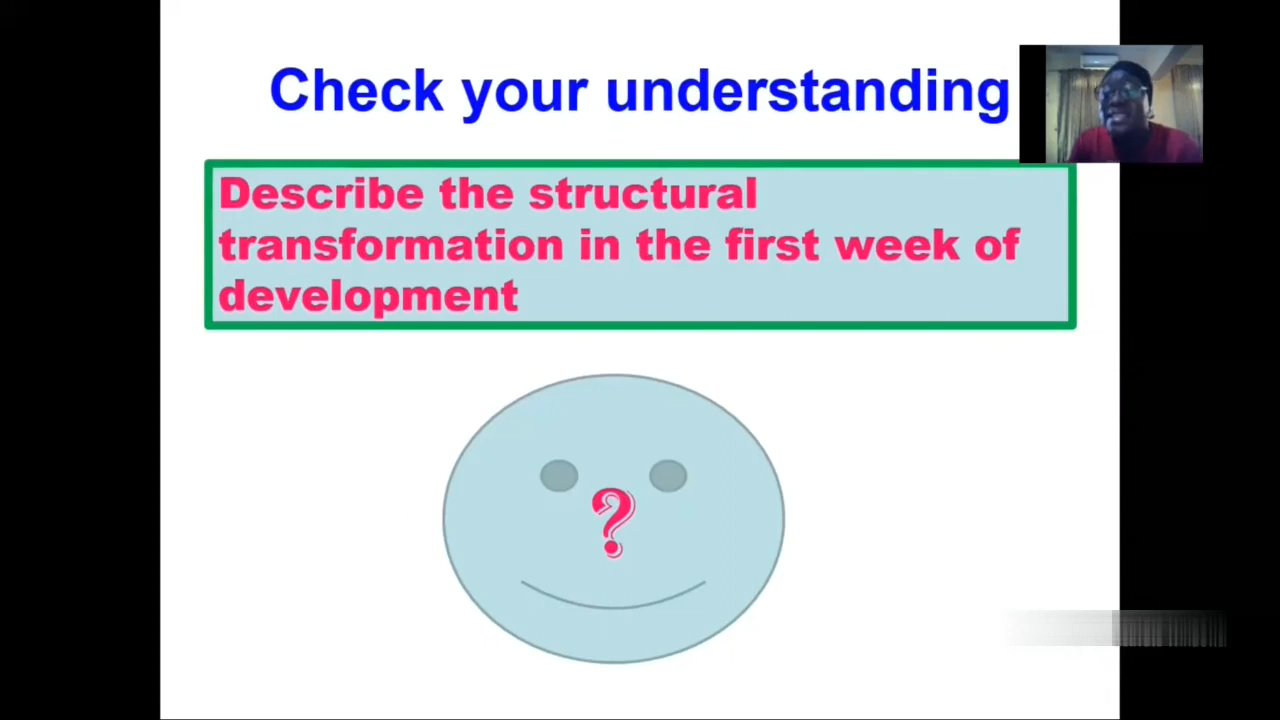 Check your understanding
Describe the structural
transformation in the first week of
development
?